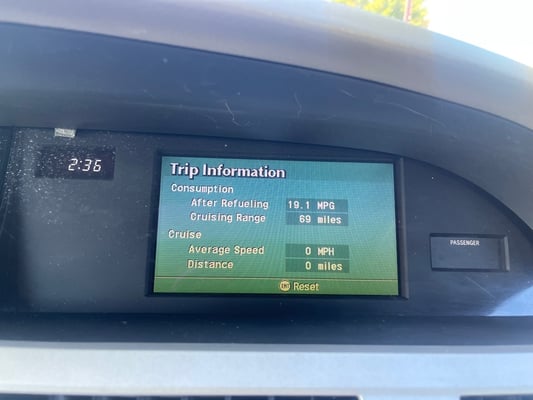 2:36
Trip Information
Consumption
After Refueling 19.1 MPG
Cruising Range 69 miles
Cruise
Average Speed 0 MPH
Distance 0 miles
ENT Reset
PASSENGER